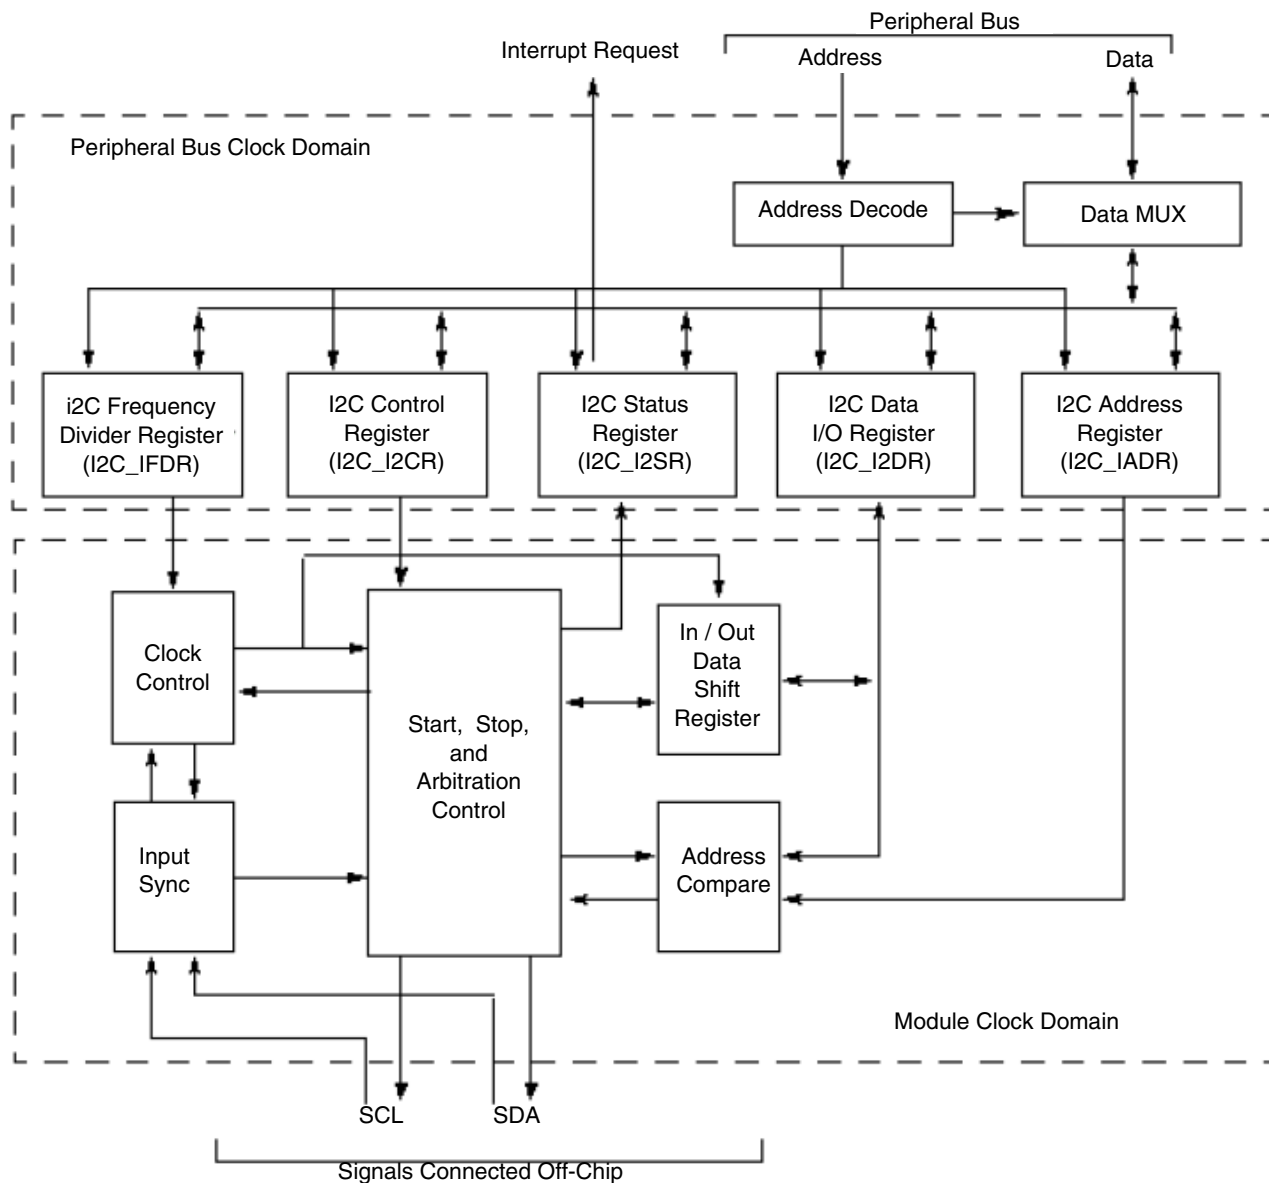 Peripheral Bus
Interrupt Request
Address
Data
Peripheral Bus Clock Domain
Address Decode
Data MUX
i2C Frequency
Divider Register
(I2C_IFDR)
I2C Control
Register
(I2C_I2CR)
I2C Status
Register
(I2C_I2SR)
I2C Data
I/O Register
(I2C_I2DR)
I2C Address
Register
(I2C_IADR)
Clock
Control
In / Out
Data
Shift
Register
Start, Stop,
and
Arbitration
Control
Input
Sync
Address
Compare
Module Clock Domain
SCL
SDA
Signals Connected Off-Chip